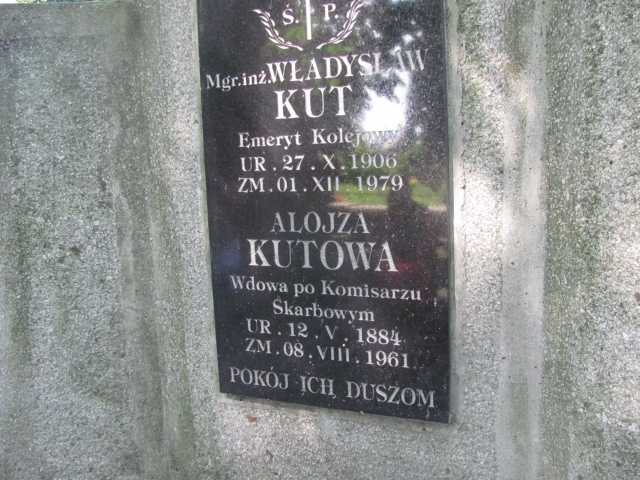 Ś. P.
Mgr.inż. WŁADYSŁAW
KUT
Emeryt Kolejowy
UR. 27. X. 1906
ZM. 01. XII. 1979
ALOJZA
KUTOWA
Wdowa po Komisarzu
Skarbowym
UR. 12. V. 1884
ZM. 08. VIII. 1961
POKÓJ ICH DUSZOM